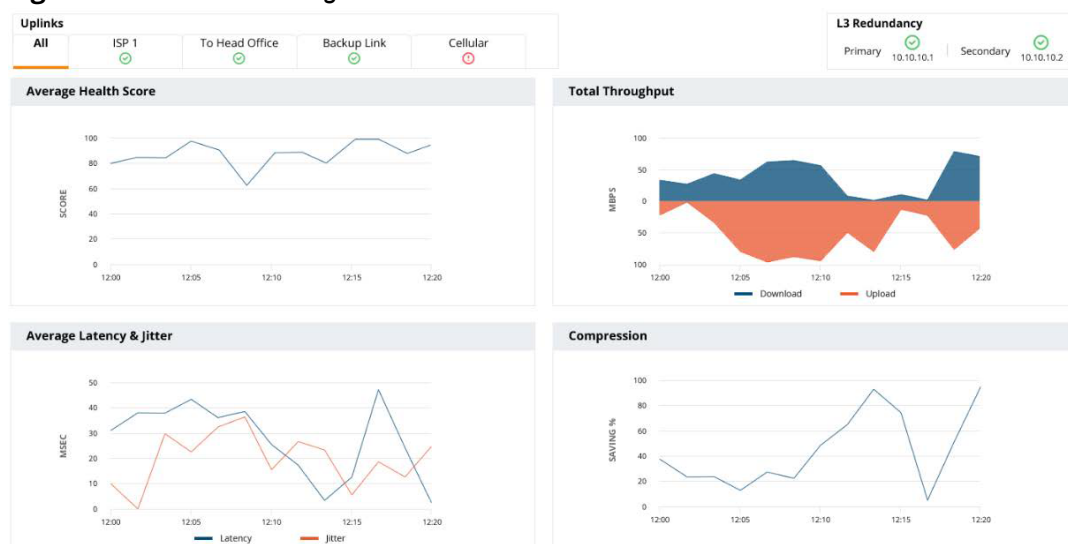 Uplinks
All ISP 1 To Head Office Backup Link Cellular
L3 Redundancy
Primary 10.10.10.1 Secondary 10.10.10.2
Average Health Score
100
80
60
40
20
0
SCORE
12:00 12:05 12:10 12:15 12:20
Total Throughput
100
50
0
50
100
MBPS
12:00 12:05 12:10 12:15 12:20
Download Upload
Average Latency & Jitter
50
40
30
20
10
0
MSEC
12:00 12:05 12:10 12:15 12:20
Latency Jitter
Compression
100
80
60
40
20
0
SAVING %
12:00 12:05 12:10 12:15 12:20